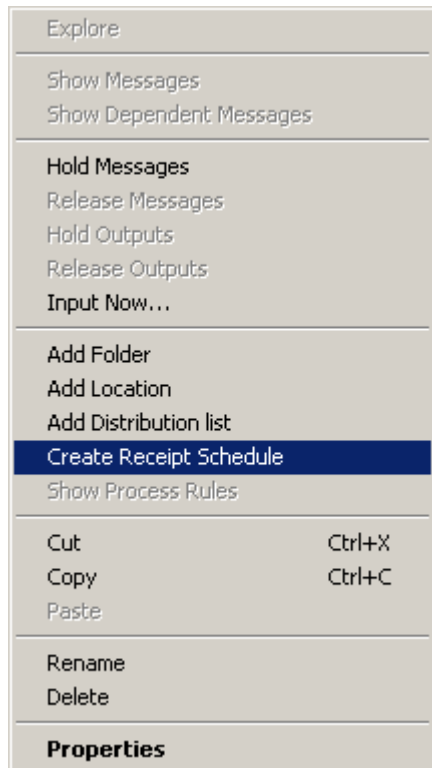 Explore
Show Messages
Show Dependent Messages
Hold Messages
Release Messages
Hold Outputs
Release Outputs
Input Now...
Add Folder
Add Location
Add Distribution list
Create Receipt Schedule
Show Process Rules
Cut Ctrl+X
Copy Ctrl+C
Paste
Rename
Delete
Properties